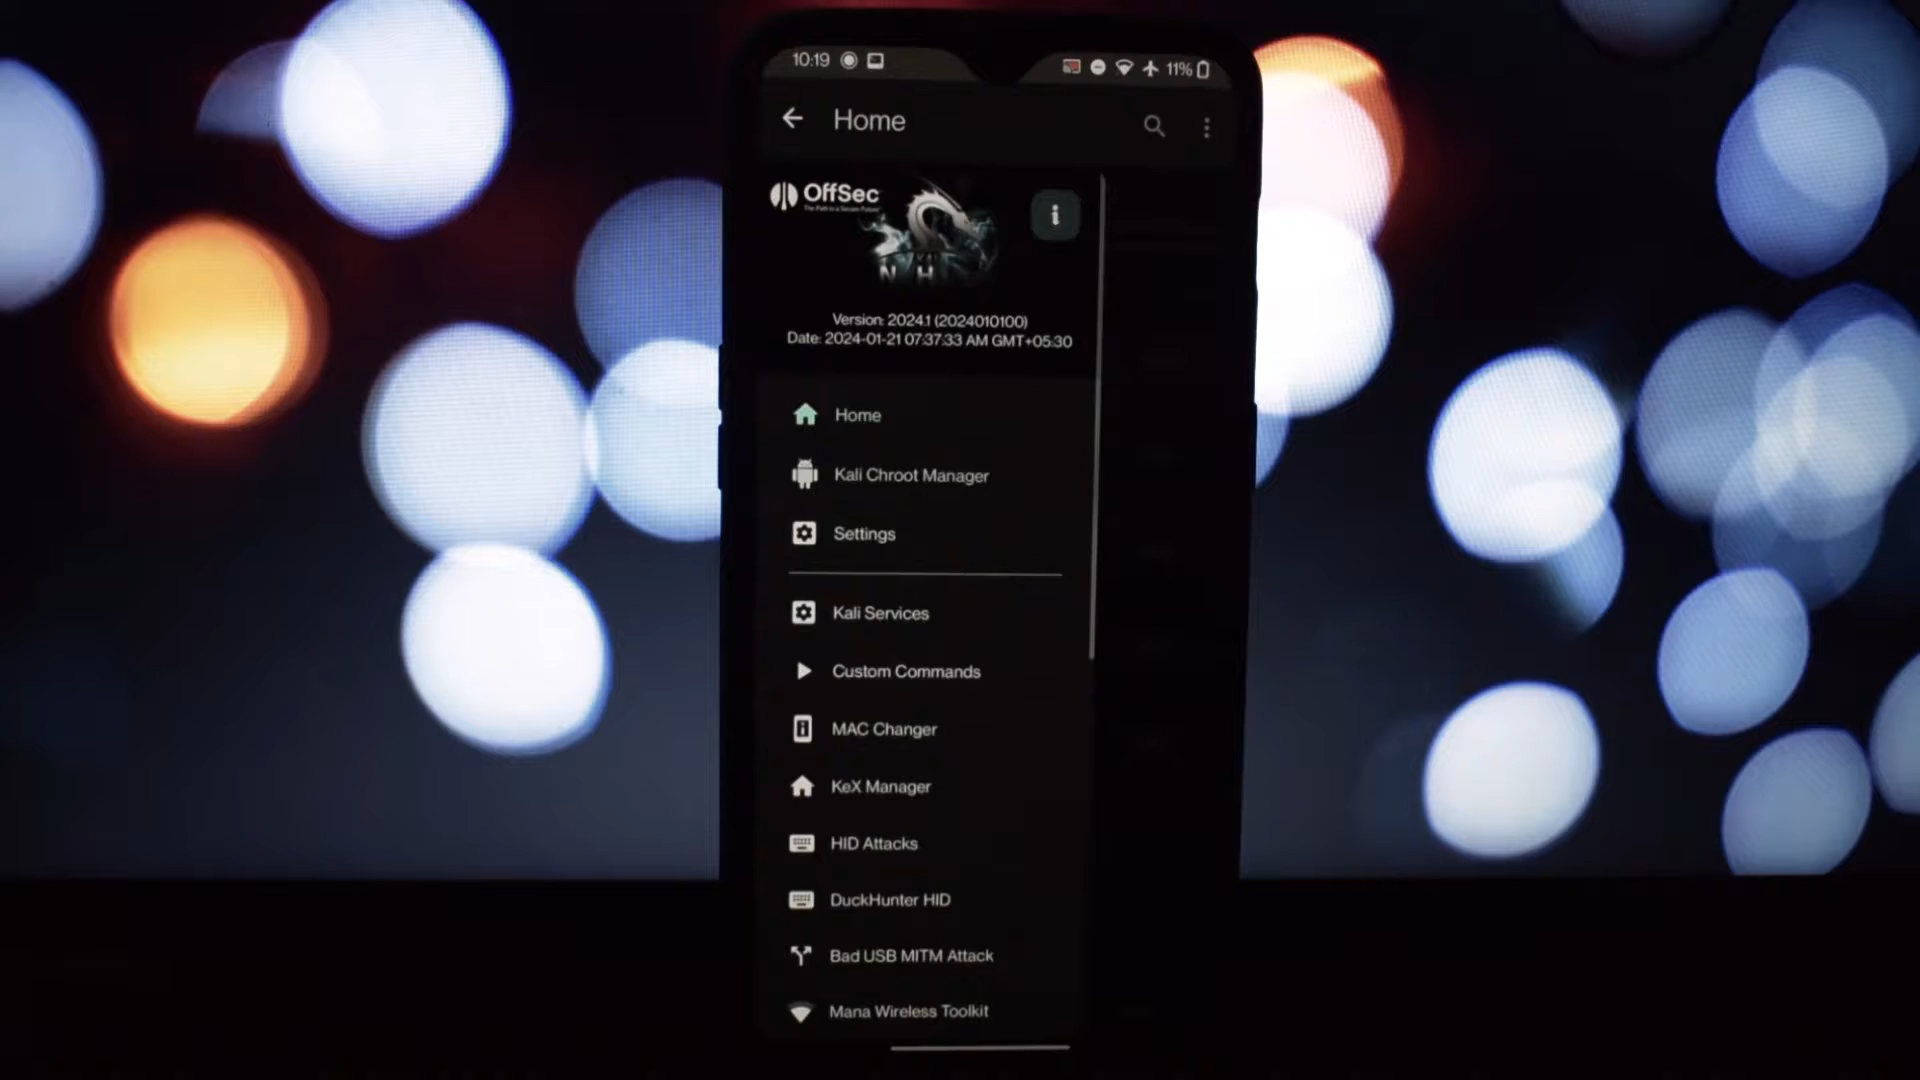 10:19
11%
Home
OffSec
The Path to a Secure Future
N H
Version: 2024.1 (2024010100)
Date: 2024-01-21 07:37:33 AM GMT+05:30
Home
Kali Chroot Manager
Settings
Kali Services
Custom Commands
MAC Changer
KeX Manager
HID Attacks
DuckHunter HID
Bad USB MITM Attack
Mana Wireless Toolkit